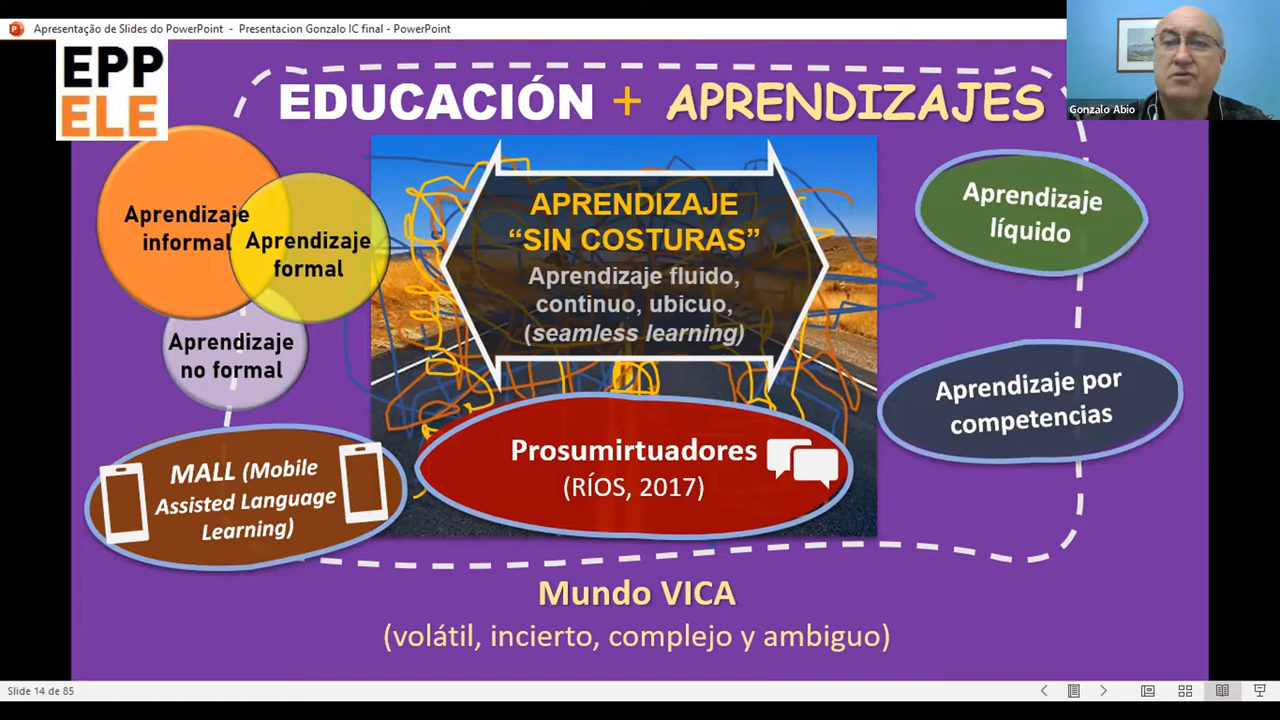 Apresentação de Slides do PowerPoint - Presentacion Gonzalo IC final - PowerPoint
EPP
ELE
EDUCACIÓN + APRENDIZAJES
Gonzalo Abio
Aprendizaje
informal
Aprendizaje
formal
Aprendizaje
no formal
APRENDIZAJE
“SIN COSTURAS”
Aprendizaje fluido,
continuo, ubicuo,
(seamless learning)
Aprendizaje
líquido
Aprendizaje por
competencias
MALL (Mobile
Assisted Language
Learning)
Prosumirtuadores
(RÍOS, 2017)
Mundo VICA
(volátil, incierto, complejo y ambiguo)
Slide 14 de 85